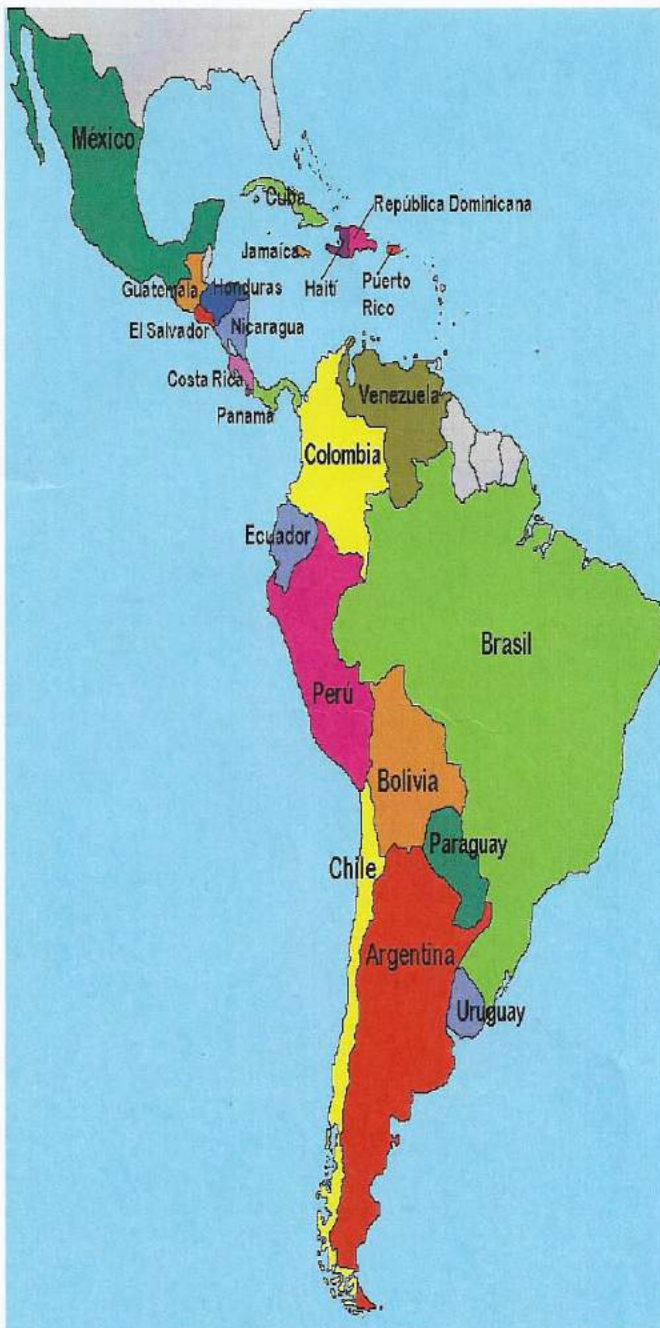 México
Cuba
República Dominicana
Jamaica
Haití
Puerto
Rico
Guatemala
Honduras
El Salvador
Nicaragua
Costa Rica
Panamá
Venezuela
Colombia
Ecuador
Brasil
Perú
Bolivia
Paraguay
Chile
Argentina
Uruguay